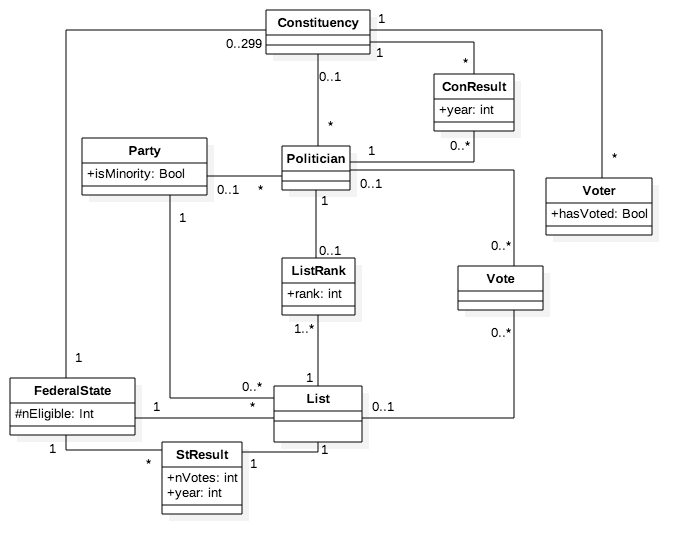 Constituency
1
0..299
1
0..1
*
ConResult
+year: int
*
Party
+isMinority: Bool
Politician
1
0..*
0..1
*
0..1
*
Voter
+hasVoted: Bool
1
1
0..1
0..*
ListRank
+rank: int
Vote
1..*
0..*
1
1
FederalState
#nEligible: Int
0..*
List
1
*
0..1
1
StResult
1
1
*
+nVotes: int
+year: int